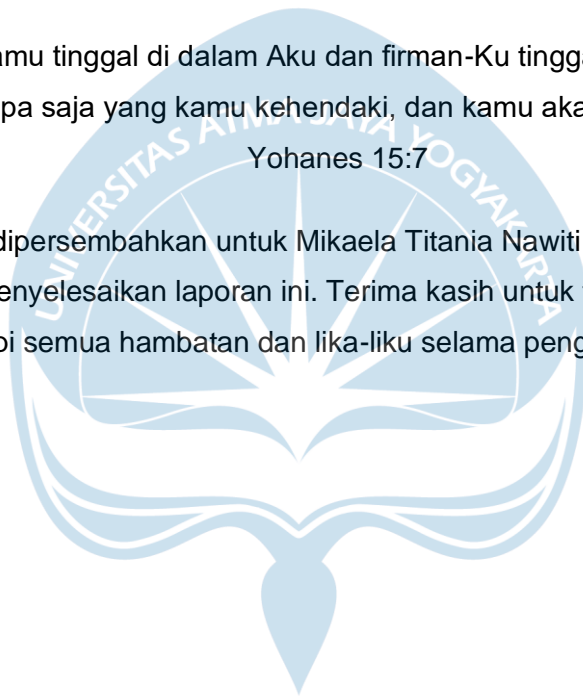 amu tinggal di dalam Aku dan firman-Ku tingga
pa saja yang kamu kehendaki, dan kamu aka
Yohanes 15:7
dipersembahkan untuk Mikaela Titania Nawiti
enyelesaikan laporan ini. Terima kasih untuk
pi semua hambatan dan lika-liku selama peng
UNIVERSITAS ATMA JAYA YOGYAKARTA